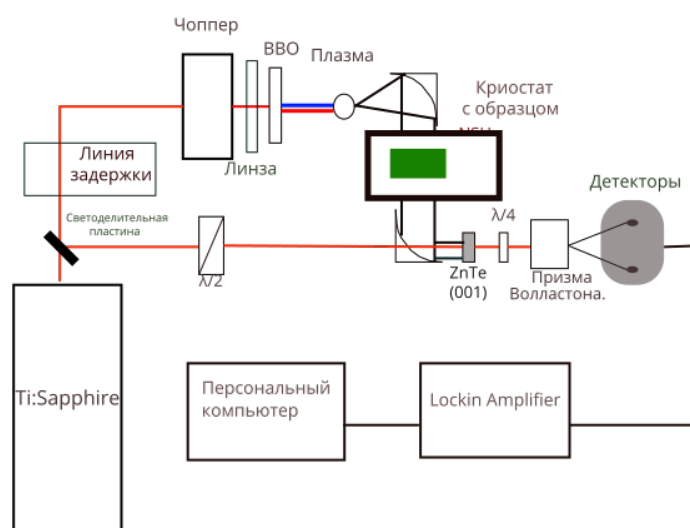 Чоппер
BBO
Плазма
Криостат
с образцом
Линия
задержки
Линза
Детекторы
Светоделительная
пластина
λ/4
λ/2
ZnTe
(001)
Призма
Волластона.
Ti:Sapphire
Персональный
компьютер
Lockin Amplifier